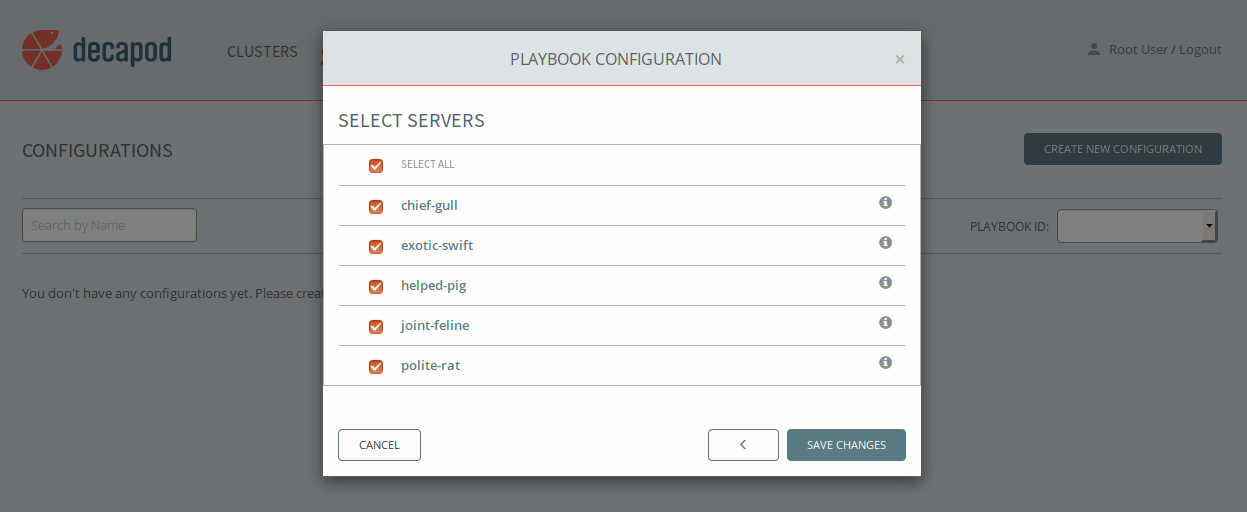 decapod
CLUSTERS
Root User / Logout
PLAYBOOK CONFIGURATION
×
SELECT SERVERS
CONFIGURATIONS
CREATE NEW CONFIGURATION
SELECT ALL
chief-gull
Search by Name
PLAYBOOK ID:
exotic-swift
helped-pig
You don't have any configurations yet. Please
joint-feline
polite-rat
CANCEL
<
SAVE CHANGES